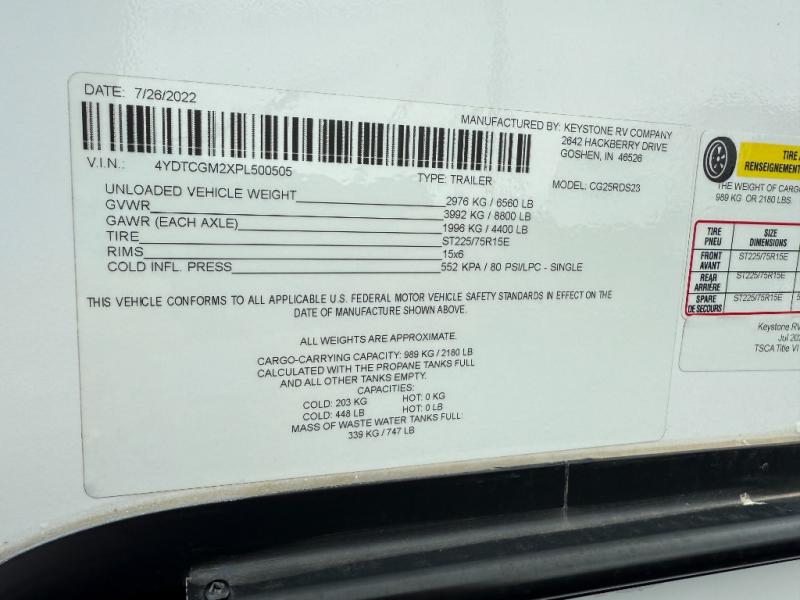 DATE: 7/26/2022
MANUFACTURED BY: KEYSTONE RV COMPANY
2642 HACKBERRY DRIVE
GOSHEN, IN 46526
V.I.N.: 4YDTCGM2XPL500505
TYPE: TRAILER
MODEL: CG25RDS23
UNLOADED VEHICLE WEIGHT 2976 KG / 6560 LB
GVWR 3992 KG / 8800 LB
GAWR (EACH AXLE) 1996 KG / 4400 LB
TIRE ST225/75R15E
RIMS 15x6
COLD INFL. PRESS 552 KPA / 80 PSI/LPC - SINGLE
THIS VEHICLE CONFORMS TO ALL APPLICABLE U.S. FEDERAL MOTOR VEHICLE SAFETY STANDARDS IN EFFECT ON THE
DATE OF MANUFACTURE SHOWN ABOVE.
ALL WEIGHTS ARE APPROXIMATE.
CARGO-CARRYING CAPACITY: 989 KG / 2180 LB
CALCULATED WITH THE PROPANE TANKS FULL
AND ALL OTHER TANKS EMPTY.
CAPACITIES:
COLD: 203 KG HOT: 0 KG
COLD: 448 LB HOT: 0 LB
MASS OF WASTE WATER TANKS FULL:
339 KG / 747 LB
TIRE
RENSEIGNEMENT
THE WEIGHT OF
989 KG OR 2180 LBS
TIRE PNEU
SIZE DIMENSIONS
FRONT AVANT ST225/75R15E
REAR ARRIÈRE ST225/75R15E
SPARE DE SECOURS ST225/75R15E
Keystone RV
Jul
TSCA Title VI